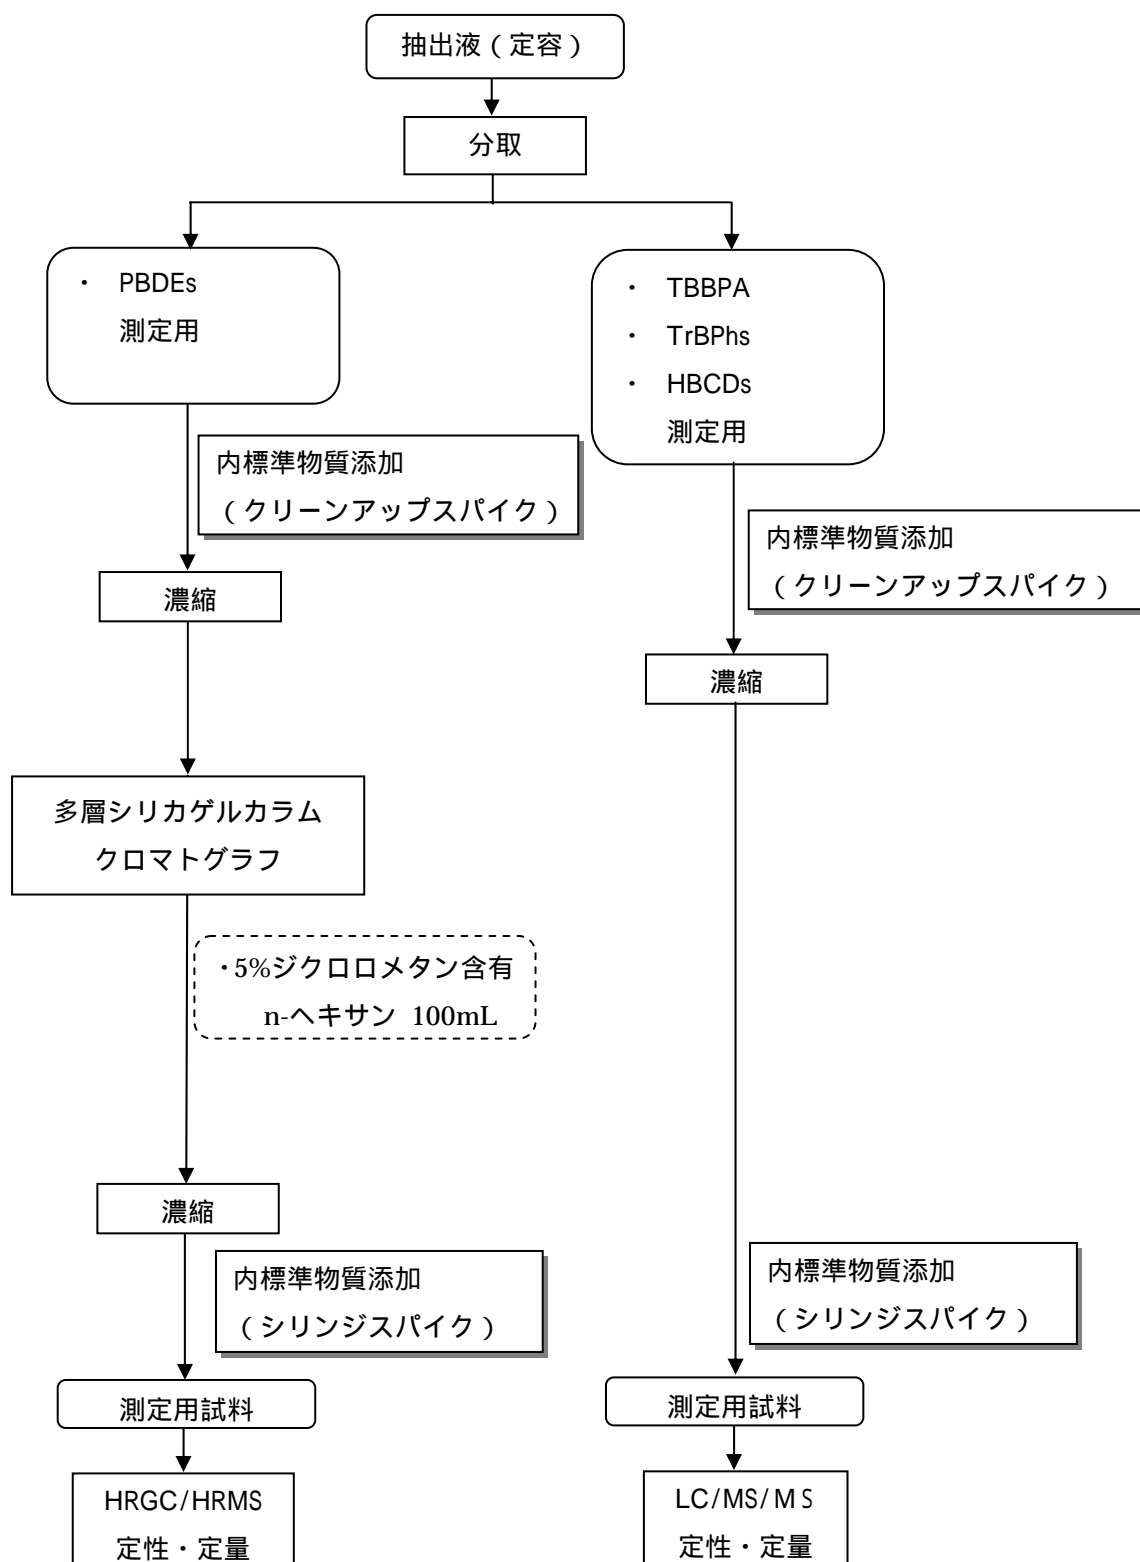 抽出液（定容）
分取
・ PBDEs
測定用
内標準物質添加
（クリーンアップスパイク）
濃縮
多層シリカゲルカラム
クロマトグラフ
・5%ジクロロメタン含有
n-ヘキサン 100mL
濃縮
内標準物質添加
（シリンジスパイク）
測定用試料
HRGC/HRMS
定性・定量
・ TBBPA
・ TrBPhs
・ HBCDs
測定用
内標準物質添加
（クリーンアップスパイク）
濃縮
内標準物質添加
（シリンジスパイク）
測定用試料
LC/MS/MS
定性・定量